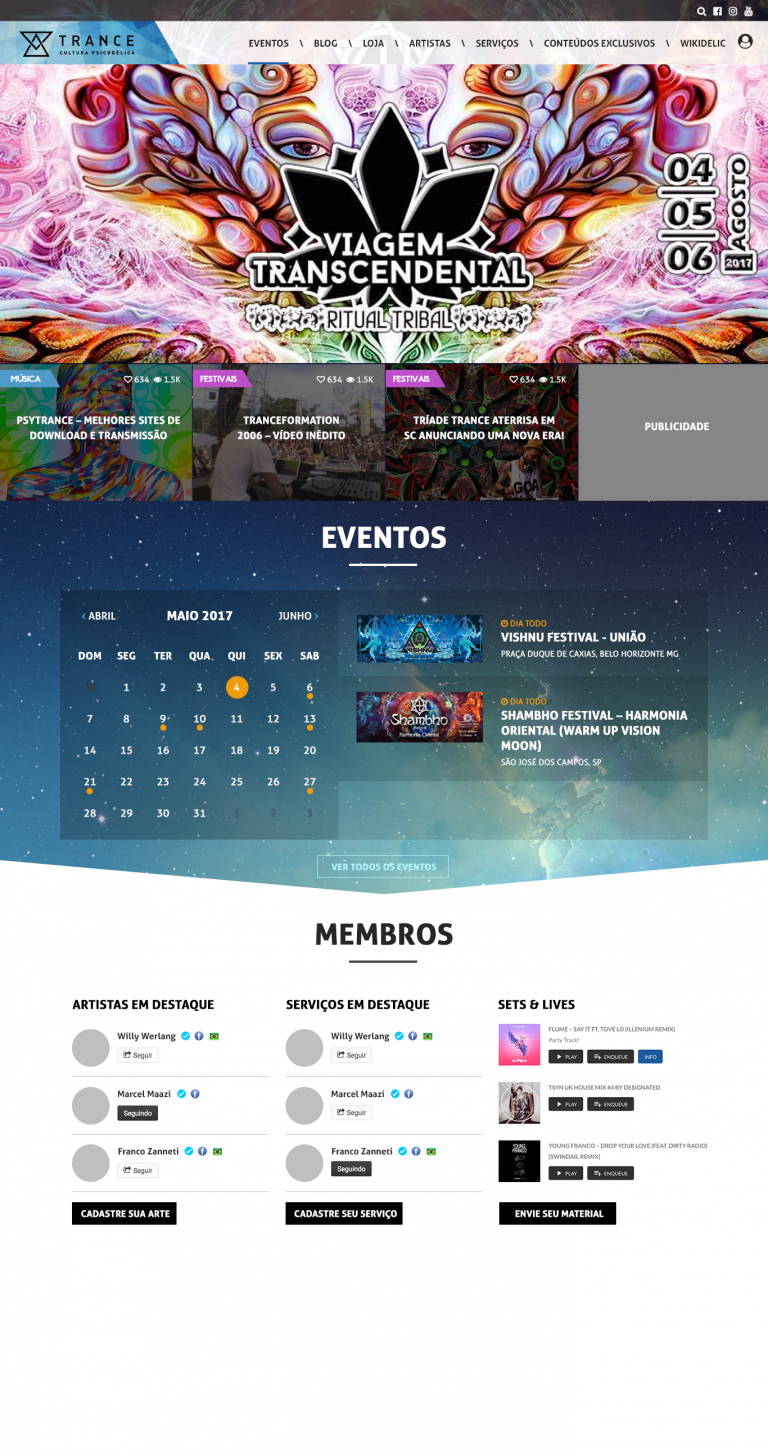 TRANCE
CULTURA PSICODÉLICA
EVENTOS \ BLOG \ LOJA \ ARTISTAS \ SERVIÇOS \ CONTEÚDOS EXCLUSIVOS \ WIKIDELIC
VIAGEM
TRANSCENDENTAL
RITUAL TRIBAL
04
05
06
AGOSTO
2017
MÚSICA
634 1.5K
PSYTRANCE – MELHORES SITES DE
DOWNLOAD E TRANSMISSÃO
FESTIVAIS
634 1.5K
TRANCEFORMATION
2006 – VÍDEO INÉDITO
FESTIVAIS
634 1.5K
TRÍADE TRANCE ATERRISA EM
SC ANUNCIANDO UMA NOVA ERA!
GOA
PUBLICIDADE
EVENTOS
‹ ABRIL MAIO 2017 JUNHO ›
DOM SEG TER QUA QUI SEX SAB
1 2 3 4 5 6
7 8 9 10 11 12 13
14 15 16 17 18 19 20
21 22 23 24 25 26 27
28 29 30 31 1 2 3
VISHNU
DIA TODO
VISHNU FESTIVAL - UNIÃO
PRAÇA DUQUE DE CAXIAS, BELO HORIZONTE MG
Shambho
Harmonia Oriental
DIA TODO
SHAMBHO FESTIVAL – HARMONIA
ORIENTAL (WARM UP VISION
MOON)
SÃO JOSÉ DOS CAMPOS, SP
VER TODOS OS EVENTOS
MEMBROS
ARTISTAS EM DESTAQUE
Willy Werlang
Seguir
Marcel Maazi
Seguindo
Franco Zanneti
Seguir
CADASTRE SUA ARTE
SERVIÇOS EM DESTAQUE
Willy Werlang
Seguir
Marcel Maazi
Seguir
Franco Zanneti
Seguindo
CADASTRE SEU SERVIÇO
SETS & LIVES
FLUME – SAY IT FT. TOVE LO (ILLENIUM REMIX)
Party Track!
PLAY ENQUEUE INFO
TSYN UK HOUSE MIX #4 BY DESIGNATED
PLAY ENQUEUE
YOUNG FRANCO – DROP YOUR LOVE (FEAT. DIRTY RADIO)
[SWINDAIL REMIX]
PLAY ENQUEUE
ENVIE SEU MATERIAL